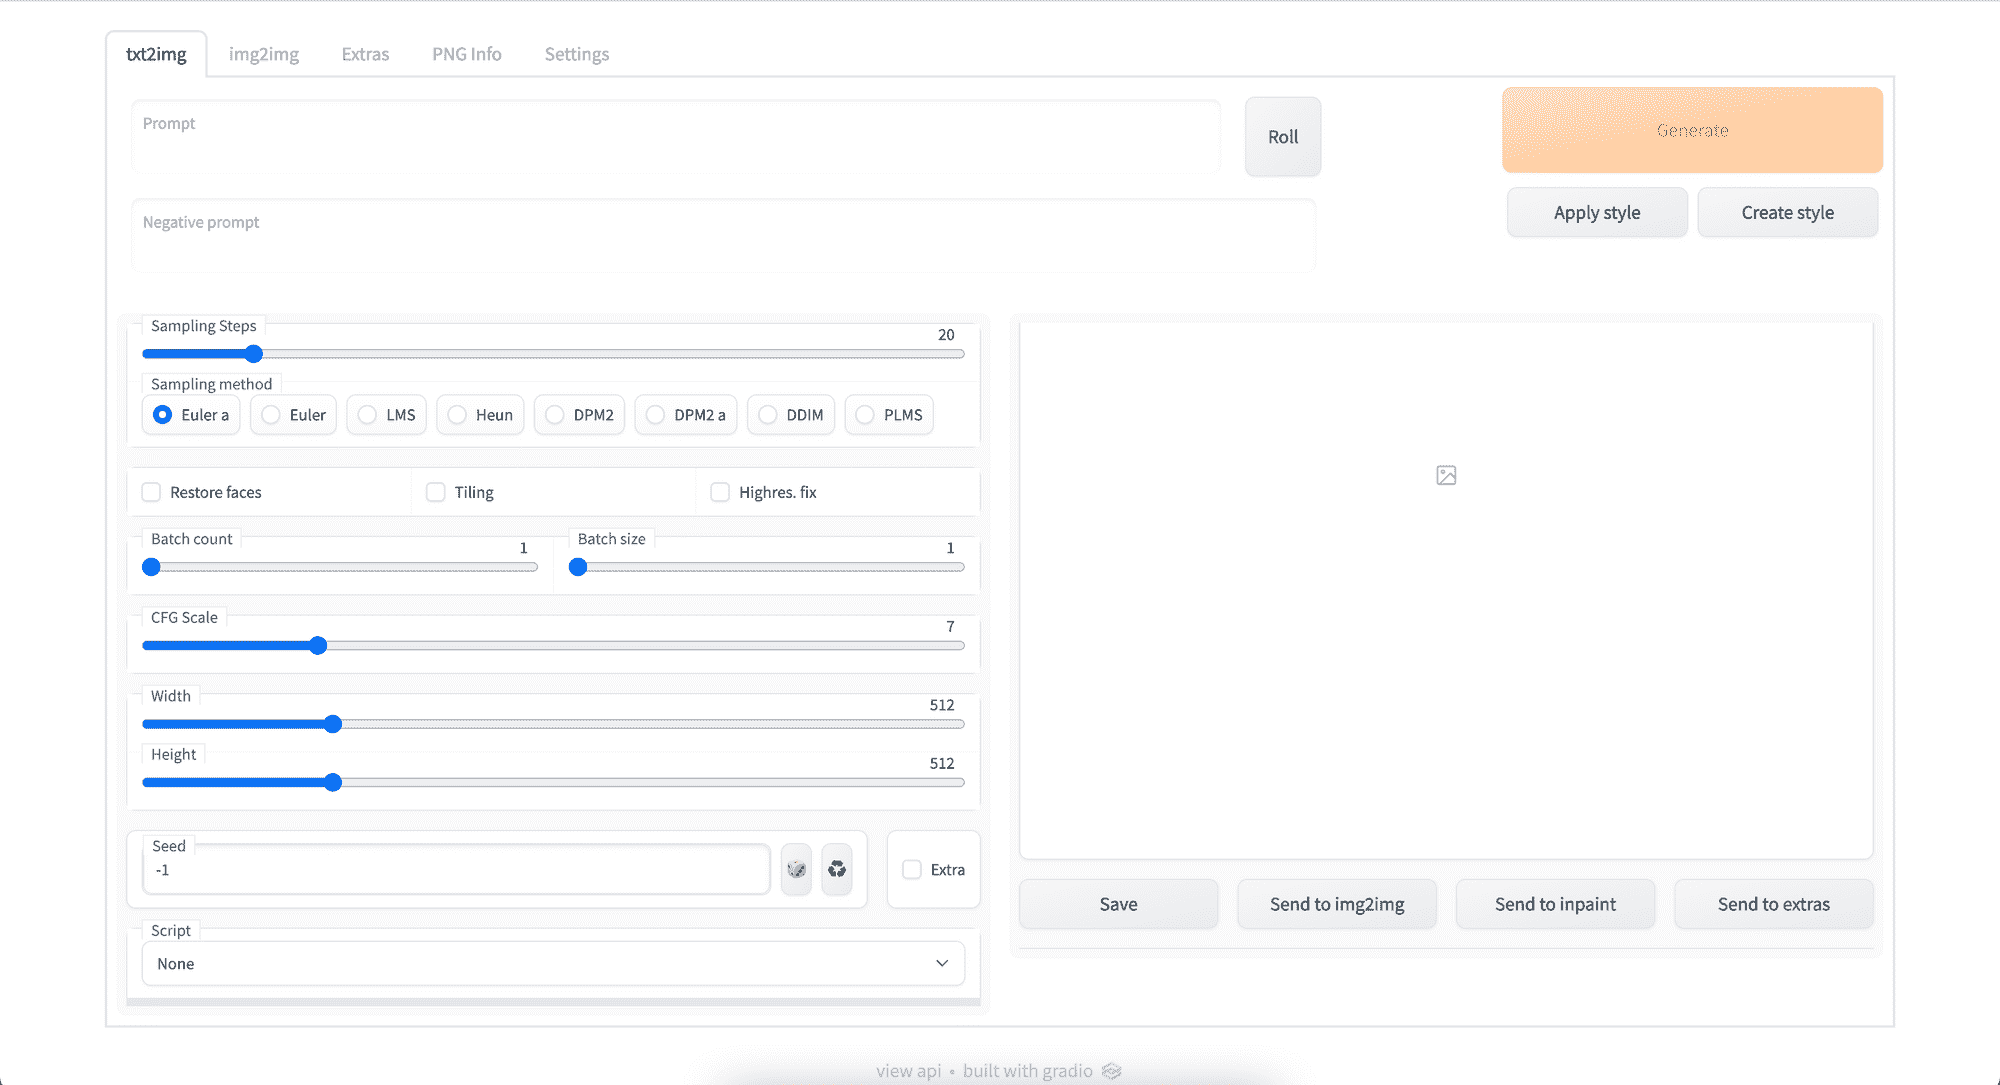 txt2img img2img Extras PNG Info Settings
Prompt
Roll
Generate
Negative prompt
Apply style Create style
Sampling Steps
20
Sampling method
Euler a Euler LMS Heun DPM2 DPM2 a DDIM PLMS
Restore faces Tiling Highres. fix
Batch count 1 Batch size 1
CFG Scale
7
Width
512
Height
512
Seed
-1
Extra
Script
None
Save Send to img2img Send to inpaint Send to extras
view api • built with gradio